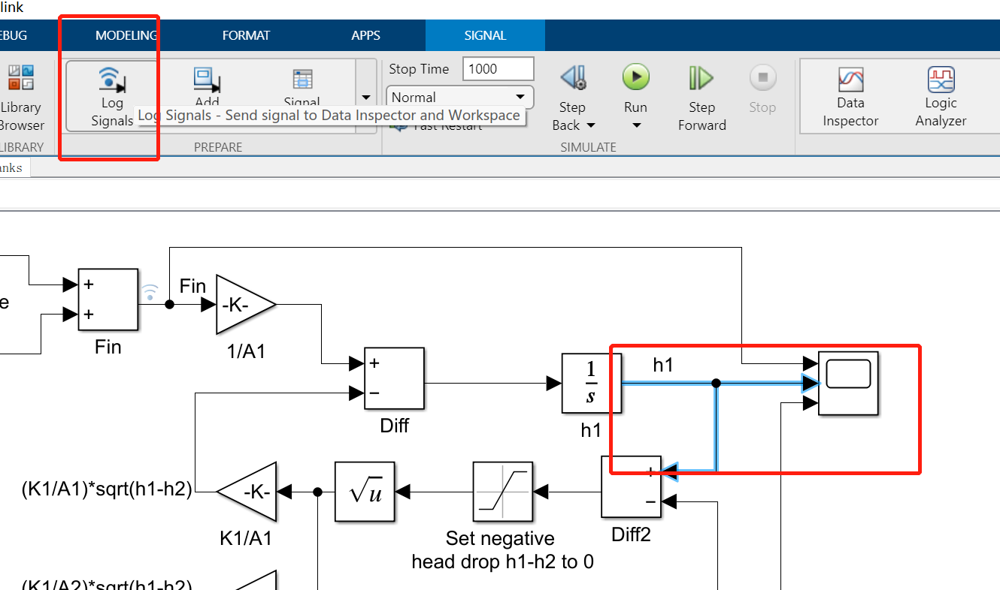 link
EBUG
MODELING
FORMAT
APPS
SIGNAL
Library
Browser
Log
Signals
Add
Signal
Stop Time
1000
Normal
Fast Restart
Log Signals - Send signal to Data Inspector and Workspace
Step
Back
Run
Step
Forward
Stop
Data
Inspector
Logic
Analyzer
LIBRARY
PREPARE
SIMULATE
anks
e
+
+
Fin
Fin
-K-
1/A1
+
−
Diff
1
s
h1
h1
(K1/A1)*sqrt(h1-h2)
-K-
K1/A1
√u
Set negative
head drop h1-h2 to 0
+
−
Diff2
(K1/A2)*sqrt(h1-h2)